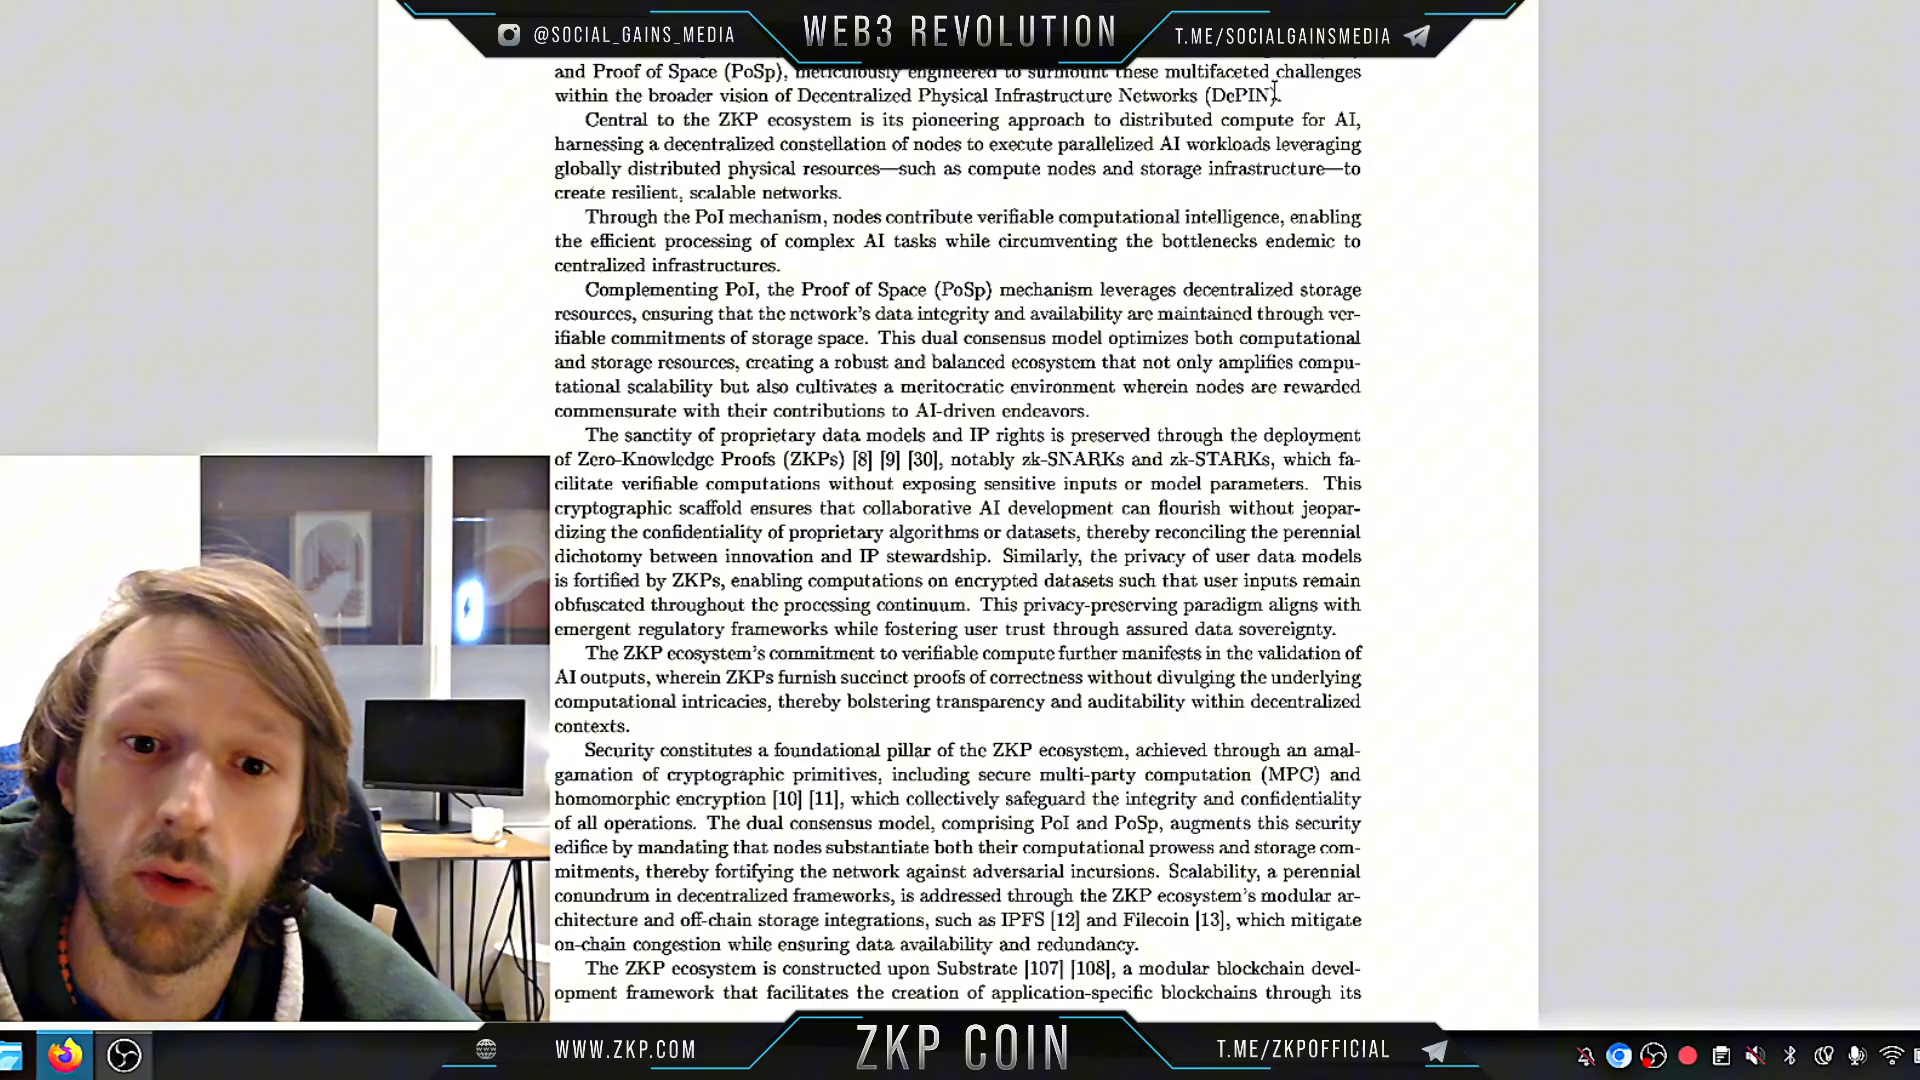 @SOCIAL_GAINS_MEDIA
WEB3 REVOLUTION
T.ME/SOCIALGAINSMEDIA
and Proof of Space (PoSp), meticulously engineered to surmount these multifaceted challenges
within the broader vision of Decentralized Physical Infrastructure Networks (DePIN).
Central to the ZKP ecosystem is its pioneering approach to distributed compute for AI,
harnessing a decentralized constellation of nodes to execute parallelized AI workloads leveraging
globally distributed physical resources—such as compute nodes and storage infrastructure—to
create resilient, scalable networks.
Through the PoI mechanism, nodes contribute verifiable computational intelligence, enabling
the efficient processing of complex AI tasks while circumventing the bottlenecks endemic to
centralized infrastructures.
Complementing PoI, the Proof of Space (PoSp) mechanism leverages decentralized storage
resources, ensuring that the network's data integrity and availability are maintained through ver-
ifiable commitments of storage space. This dual consensus model optimizes both computational
and storage resources, creating a robust and balanced ecosystem that not only amplifies compu-
tational scalability but also cultivates a meritocratic environment wherein nodes are rewarded
commensurate with their contributions to AI-driven endeavors.
The sanctity of proprietary data models and IP rights is preserved through the deployment
of Zero-Knowledge Proofs (ZKPs) [8] [9] [30], notably zk-SNARKs and zk-STARKs, which fa-
cilitate verifiable computations without exposing sensitive inputs or model parameters. This
cryptographic scaffold ensures that collaborative AI development can flourish without jeopar-
dizing the confidentiality of proprietary algorithms or datasets, thereby reconciling the perennial
dichotomy between innovation and IP stewardship. Similarly, the privacy of user data models
is fortified by ZKPs, enabling computations on encrypted datasets such that user inputs remain
obfuscated throughout the processing continuum. This privacy-preserving paradigm aligns with
emergent regulatory frameworks while fostering user trust through assured data sovereignty.
The ZKP ecosystem's commitment to verifiable compute further manifests in the validation of
AI outputs, wherein ZKPs furnish succinct proofs of correctness without divulging the underlying
computational intricacies, thereby bolstering transparency and auditability within decentralized
contexts.
Security constitutes a foundational pillar of the ZKP ecosystem, achieved through an amal-
gamation of cryptographic primitives, including secure multi-party computation (MPC) and
homomorphic encryption [10] [11], which collectively safeguard the integrity and confidentiality
of all operations. The dual consensus model, comprising PoI and PoSp, augments this security
edifice by mandating that nodes substantiate both their computational prowess and storage com-
mitments, thereby fortifying the network against adversarial incursions. Scalability, a perennial
conundrum in decentralized frameworks, is addressed through the ZKP ecosystem's modular ar-
chitecture and off-chain storage integrations, such as IPFS [12] and Filecoin [13], which mitigate
on-chain congestion while ensuring data availability and redundancy.
The ZKP ecosystem is constructed upon Substrate [107] [108], a modular blockchain devel-
opment framework that facilitates the creation of application-specific blockchains through its
WWW.ZKP.COM
ZKP COIN
T.ME/ZKPOFFICIAL